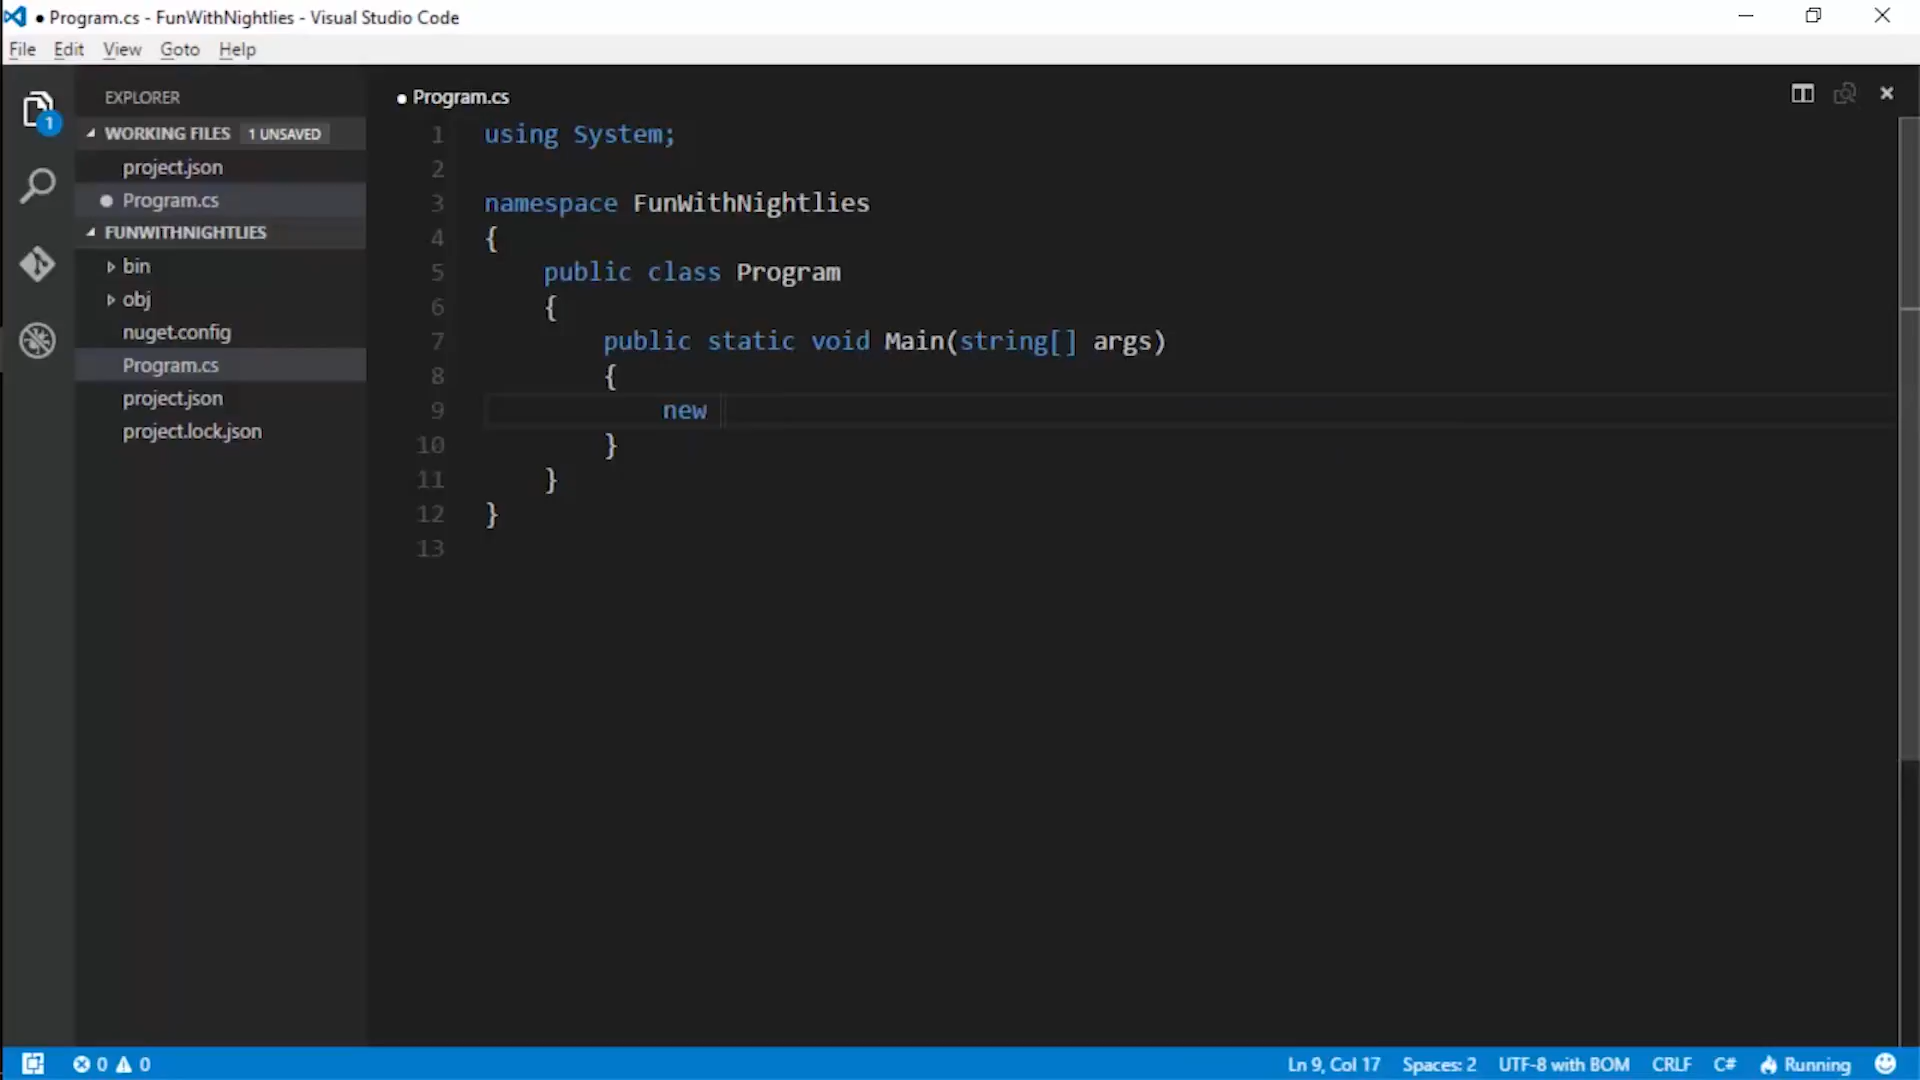 ● Program.cs - FunWithNightlies - Visual Studio Code
File Edit View Goto Help
EXPLORER
WORKING FILES 1 UNSAVED
project.json
Program.cs
FUNWITHNIGHTLIES
bin
obj
nuget.config
Program.cs
project.json
project.lock.json
1
● Program.cs
1 using System;
2
3 namespace FunWithNightlies
4 {
5 public class Program
6 {
7 public static void Main(string[] args)
8 {
9 new
10 }
11 }
12 }
13
0 0 Ln 9, Col 17 Spaces: 2 UTF-8 with BOM CRLF C# Running